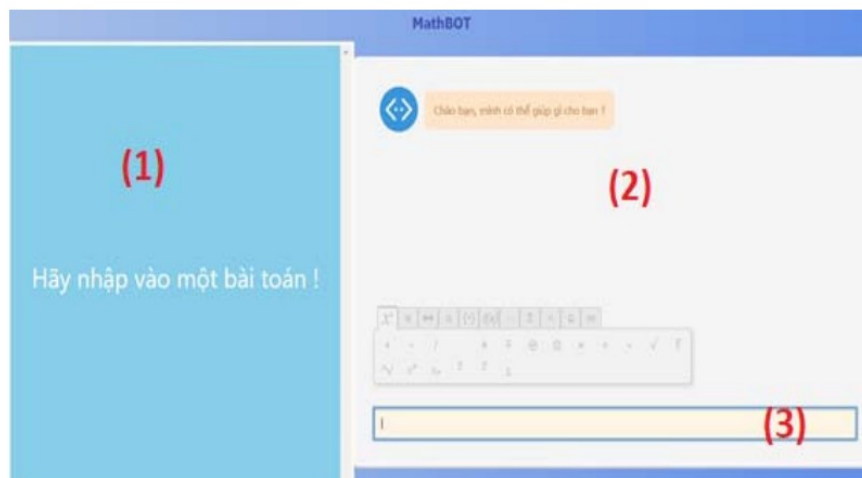 MathBOT
(1)
Hãy nhập vào một bài toán !
Chào bạn, mình có thể giúp gì cho bạn !
(2)
(3)